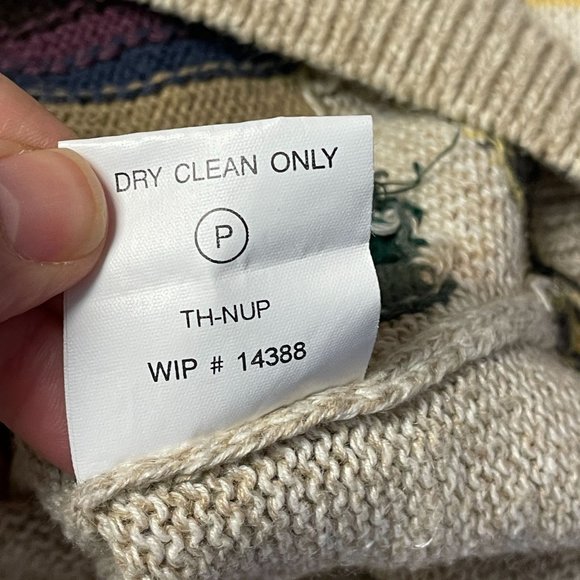 DRY CLEAN ONLY
P
TH-NUP
WIP # 14388